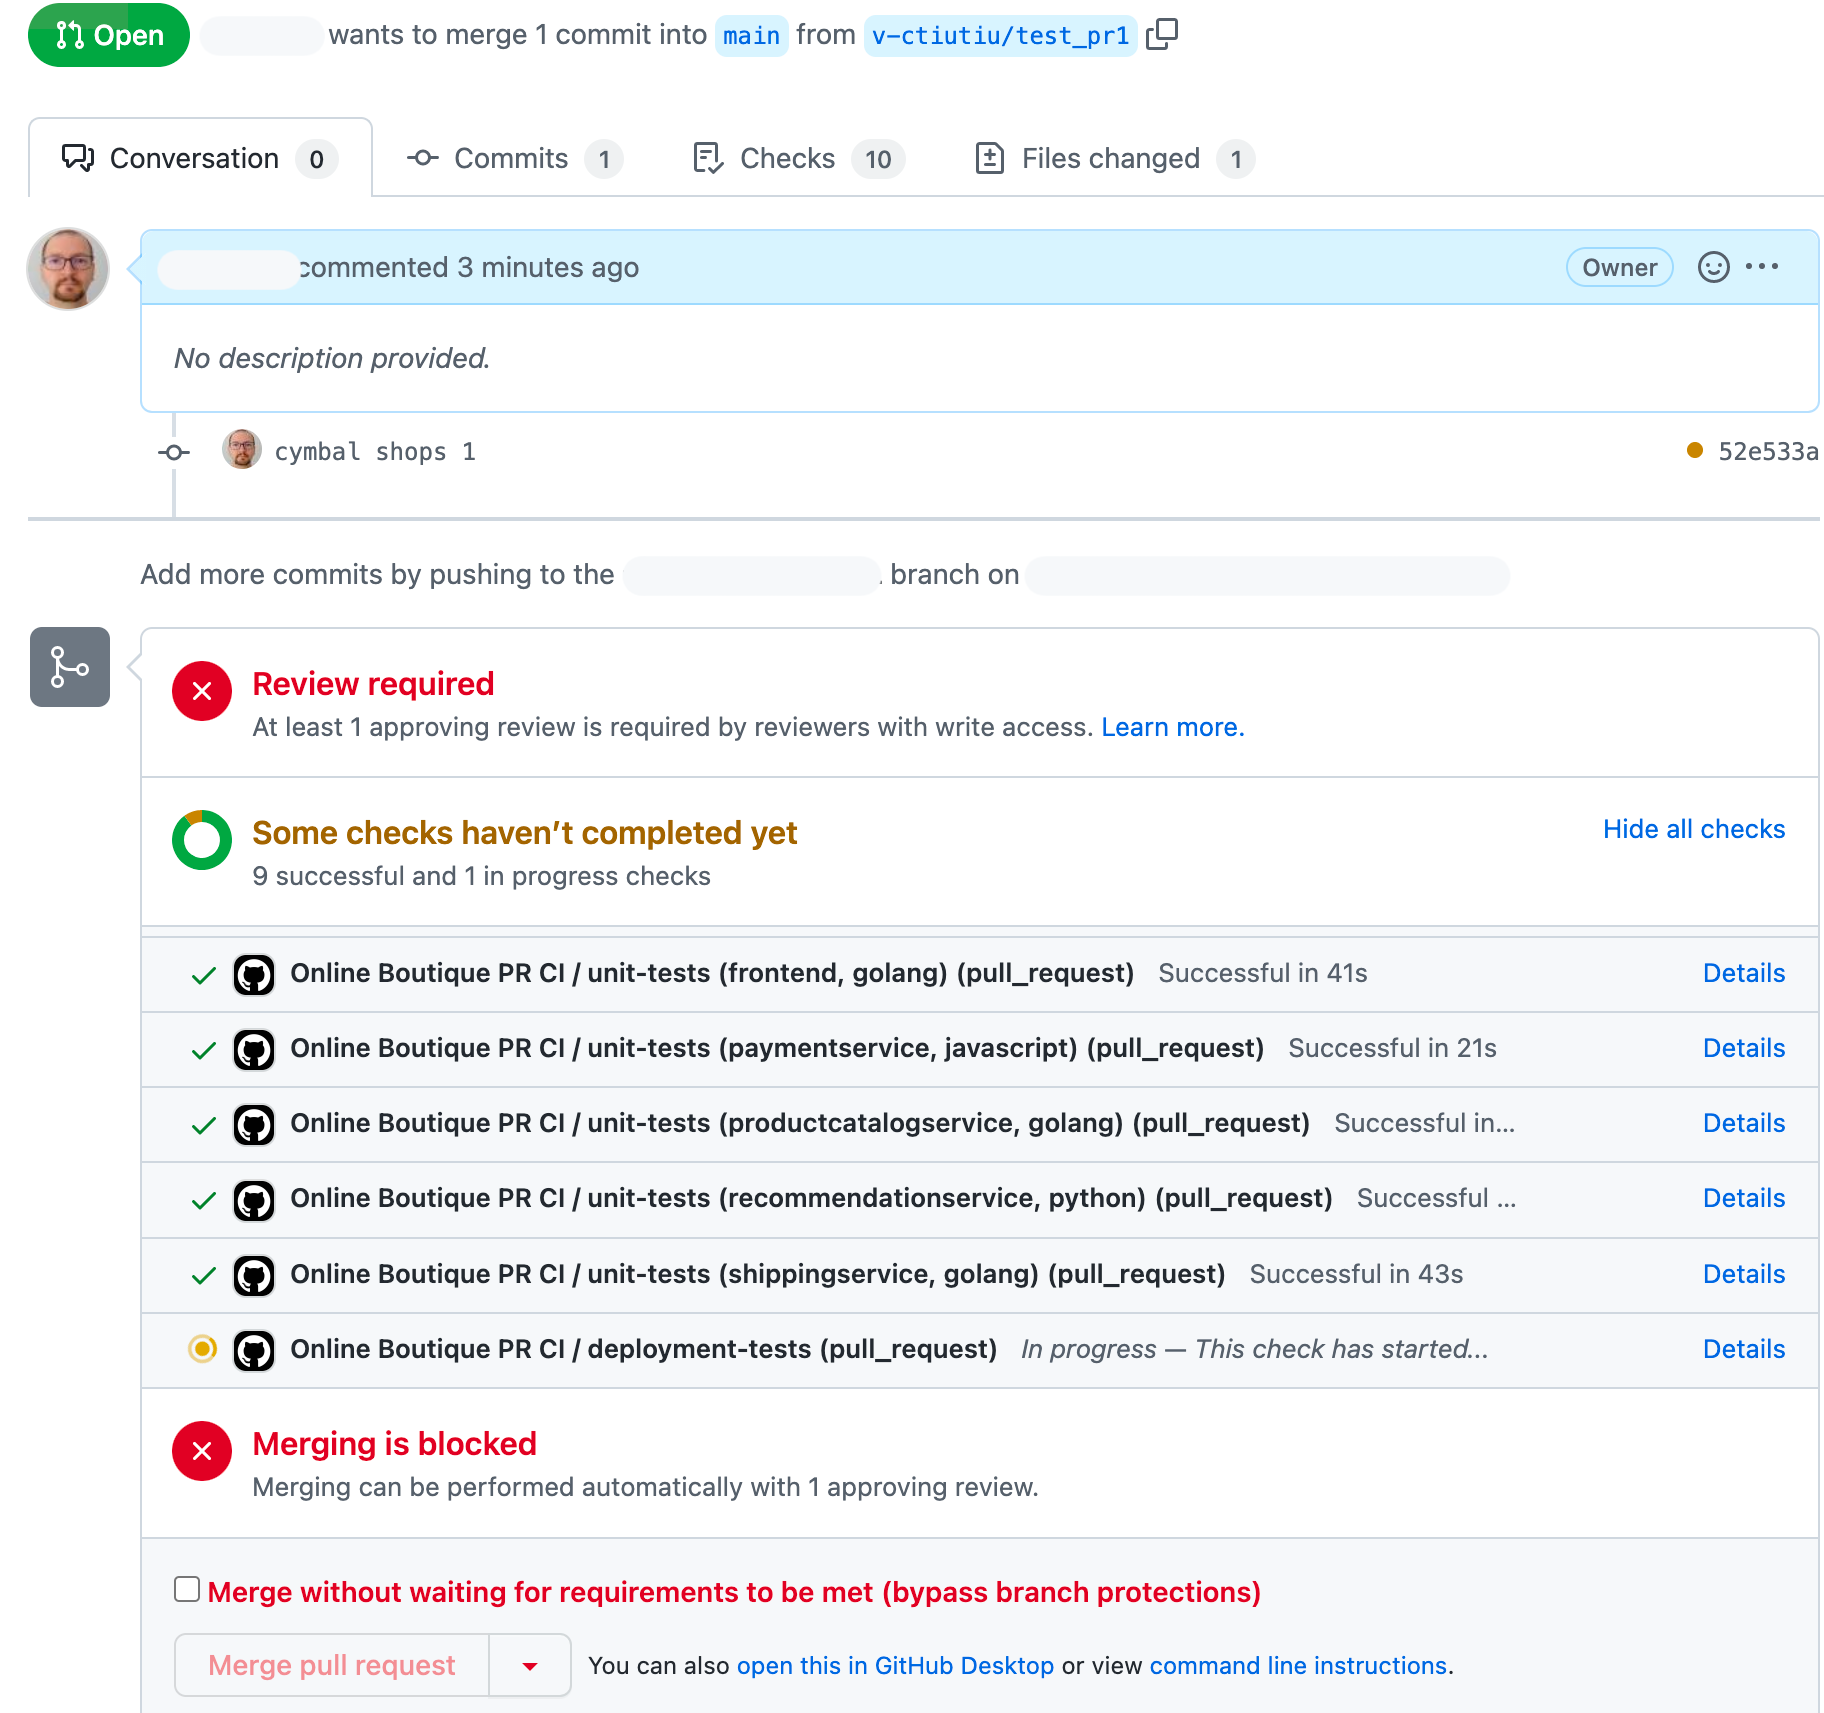 Open wants to merge 1 commit into main from v-ctiutiu/test_pr1
Conversation 0 Commits 1 Checks 10 Files changed 1
commented 3 minutes ago Owner
No description provided.
cymbal shops 1 52e533a
Add more commits by pushing to the branch on
Review required
At least 1 approving review is required by reviewers with write access. Learn more.
Some checks haven’t completed yet Hide all checks
9 successful and 1 in progress checks
Online Boutique PR CI / unit-tests (frontend, golang) (pull_request) Successful in 41s Details
Online Boutique PR CI / unit-tests (paymentservice, javascript) (pull_request) Successful in 21s Details
Online Boutique PR CI / unit-tests (productcatalogservice, golang) (pull_request) Successful in... Details
Online Boutique PR CI / unit-tests (recommendationservice, python) (pull_request) Successful ... Details
Online Boutique PR CI / unit-tests (shippingservice, golang) (pull_request) Successful in 43s Details
Online Boutique PR CI / deployment-tests (pull_request) In progress — This check has started... Details
Merging is blocked
Merging can be performed automatically with 1 approving review.
Merge without waiting for requirements to be met (bypass branch protections)
Merge pull request You can also open this in GitHub Desktop or view command line instructions.